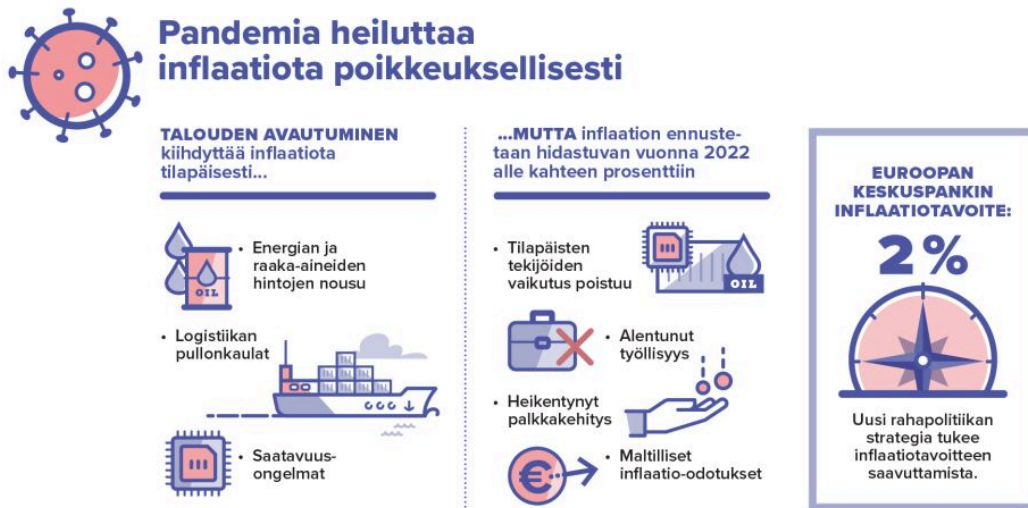 Pandemia heiluttaa
inflaatiota poikkeuksellisesti
TALOUDEN AVAUTUMINEN
kiihdyttää inflaatiota
tilapäisesti...
• Energian ja
raaka-aineiden
hintojen nousu
OIL
• Logistiikan
pullonkaulat
• Saatavuus-
ongelmat
...MUTTA inflaation ennuste-
taan hidastuvan vuonna 2022
alle kahteen prosenttiin
• Tilapäisten
tekijöiden
vaikutus poistuu
OIL
• Alentunut
työllisyys
• Heikentynyt
palkkakehitys
• Maltilliset
inflaatio-odotukset
€
EUROOPAN
KESKUSPANKIN
INFLAATIOTAVOITE:
2%
Uusi rahapolitiikan
strategia tukee
inflaatiotavoitteen
saavuttamista.